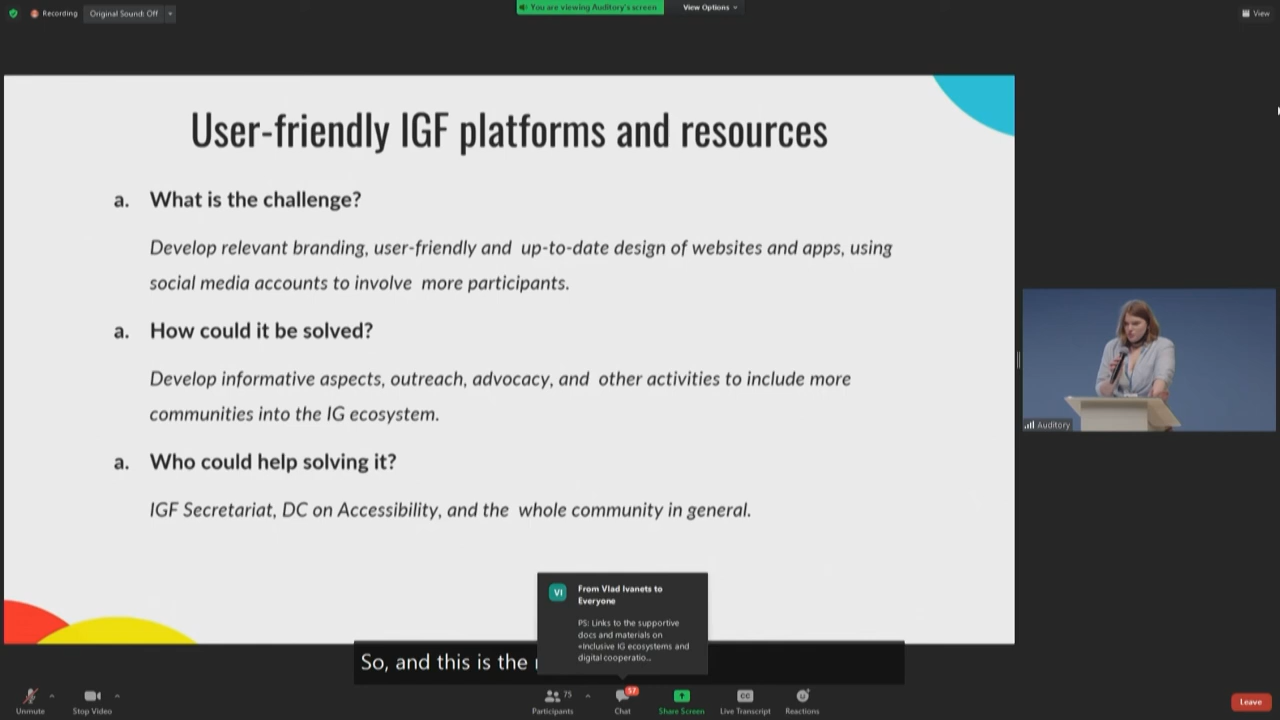 Recording
Original Sound: Off
You are viewing Auditory's screen
View Options
View
User-friendly IGF platforms and resources
a. What is the challenge?
Develop relevant branding, user-friendly and up-to-date design of websites and apps, using
social media accounts to involve more participants.
a. How could it be solved?
Develop informative aspects, outreach, advocacy, and other activities to include more
communities into the IG ecosystem.
a. Who could help solving it?
IGF Secretariat, DC on Accessibility, and the whole community in general.
Auditory
VI
From Vlad Ivanets to
Everyone
PS: Links to the supportive
docs and materials on
«Inclusive IG ecosystems and
digital cooperatio...
So, and this is the
Unmute
Stop Video
75
Participants
57
Chat
Share Screen
CC
Live Transcript
Reactions
Leave